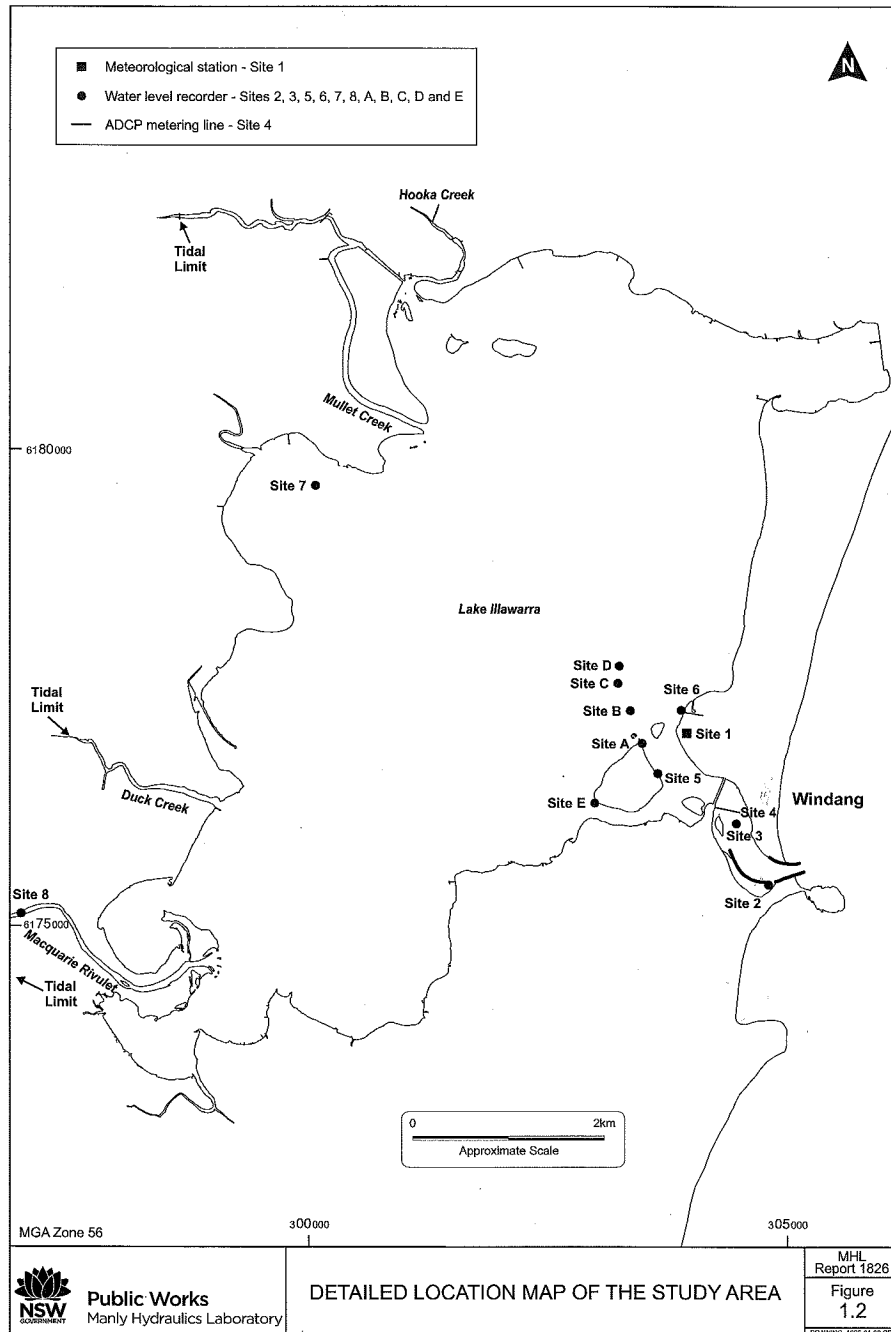 Meteorological station - Site 1
N
Water level recorder - Sites 2, 3, 5, 6, 7, 8, A, B, C, D and E
ADCP metering line - Site 4
Hooka Creek
Tidal
Limit
Mullet Creek
6180000
Site 7
Lake Illawarra
Site D
Site C
Site 6
Site B
Tidal
Limit
Site 1
Site A
Site 5
Duck Creek
Site E
Windang
Site 4
Site 3
Site 2
Site 8
6175000
Macquarie Rivulet
Tidal
Limit
0 2km
Approximate Scale
MGA Zone 56
300000
305000
NSW
GOVERNMENT
Public Works
Manly Hydraulics Laboratory
DETAILED LOCATION MAP OF THE STUDY AREA
MHL
Report 1826
Figure
1.2